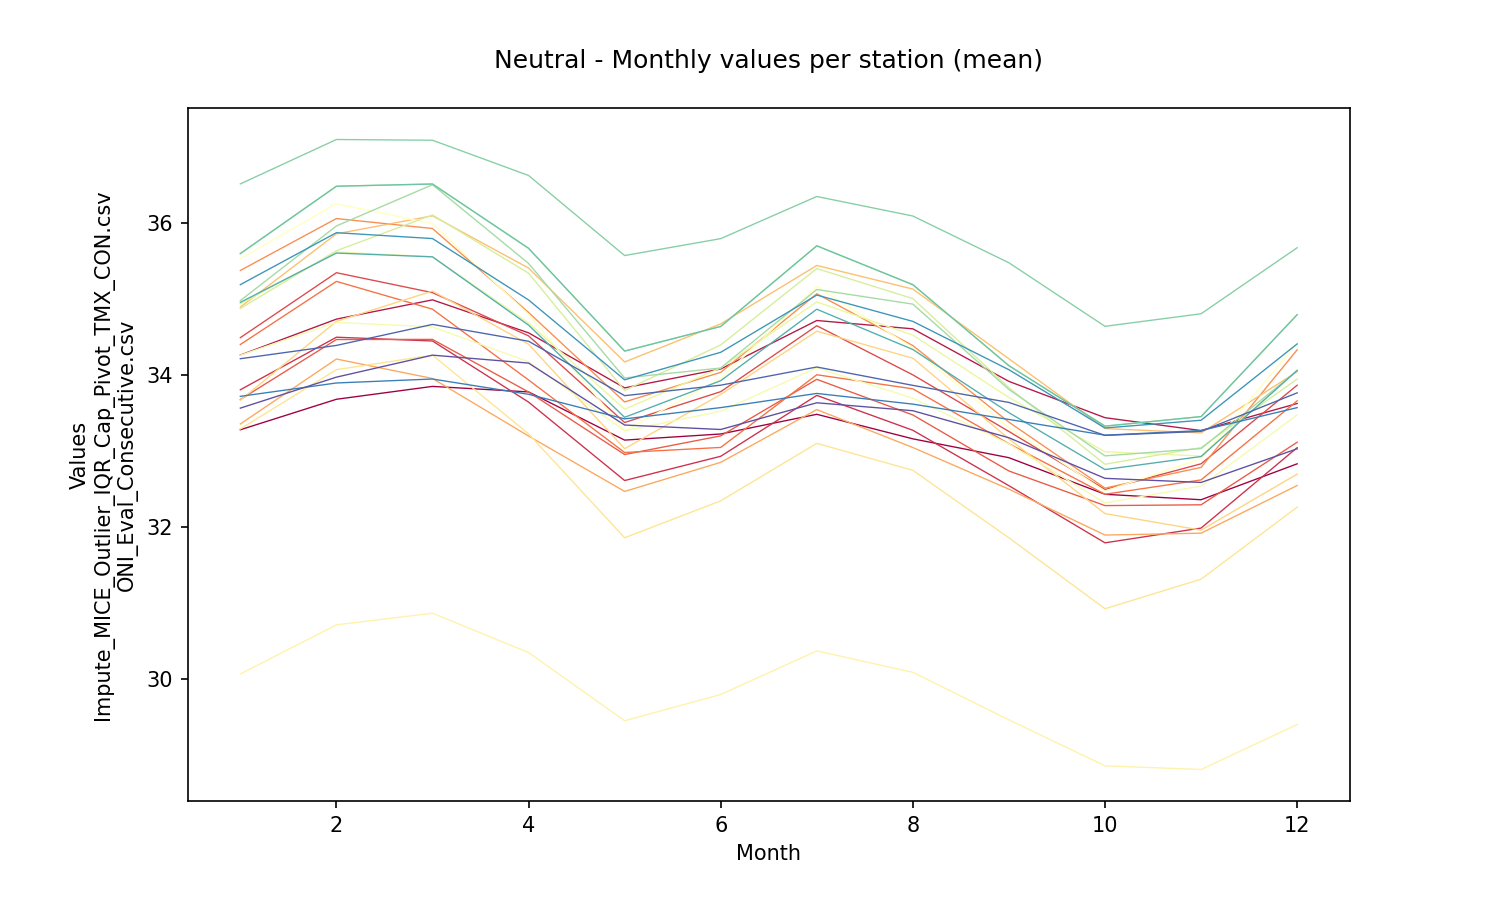 Neutral - Monthly values per station (mean)
Values
Impute_MICE_Outlier_IQR_Cap_Pivot_TMX_CON.csv
ONI_Eval_Consecutive.csv
36
34
32
30
2 4 6 8 10 12
Month